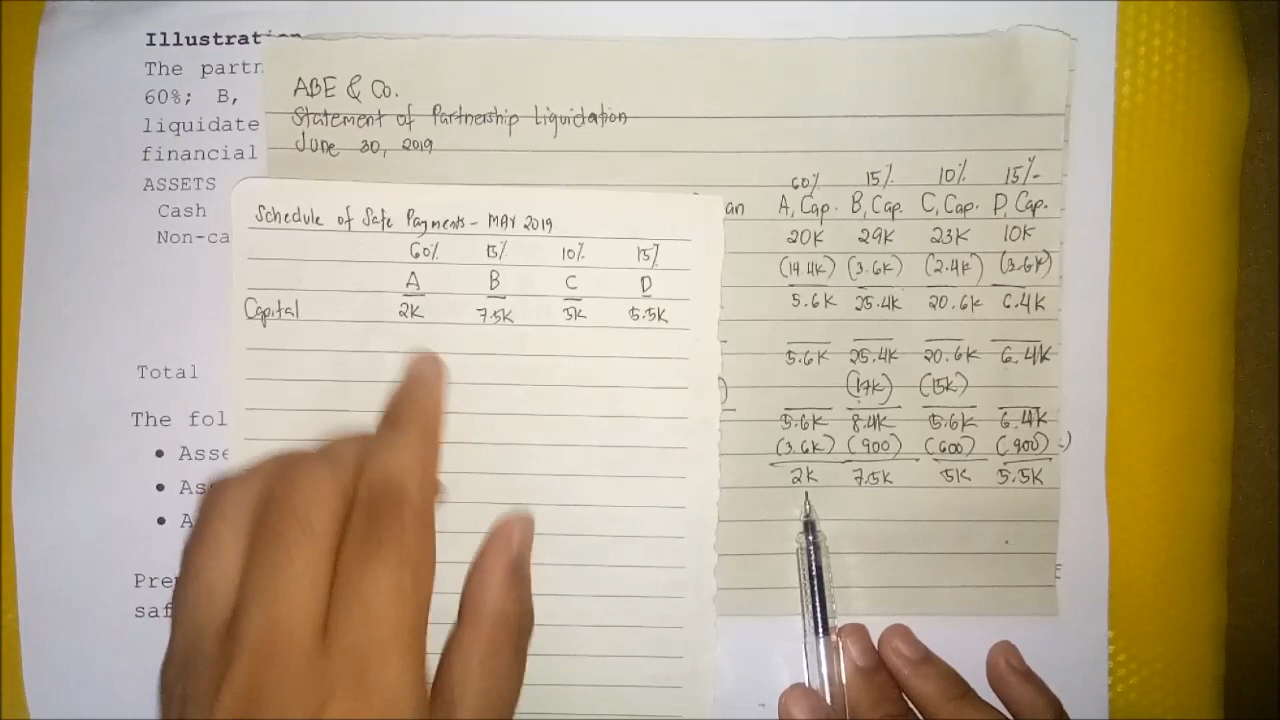 Illustration
The partn
60%; B,
liquidate
financial
ASSETS
Cash
Non-ca
Total
The fol
• Asse
• As
• A
Pre
saf
ABE & Co.
Statement of Partnership Liquidation
June 30, 2019
60% 15% 10% 15%
an A, Cap. B, Cap. C, Cap. D, Cap.
20K 29K 23K 10K
(14.4K) (3.6K) (2.4K) (3.6K)
5.6K 25.4K 20.6K 6.4K
5.6K 25.4K 20.6K 6.4K
) (17K) (15K)
5.6K 8.4K 5.6K 6.4K
(3.6K) (900) (600) (900)
2K 7.5K 5K 5.5K
Schedule of Safe Payments - MAY 2019
60% 15% 10% 15%
A B C D
Capital 2K 7.5K 5K 5.5K